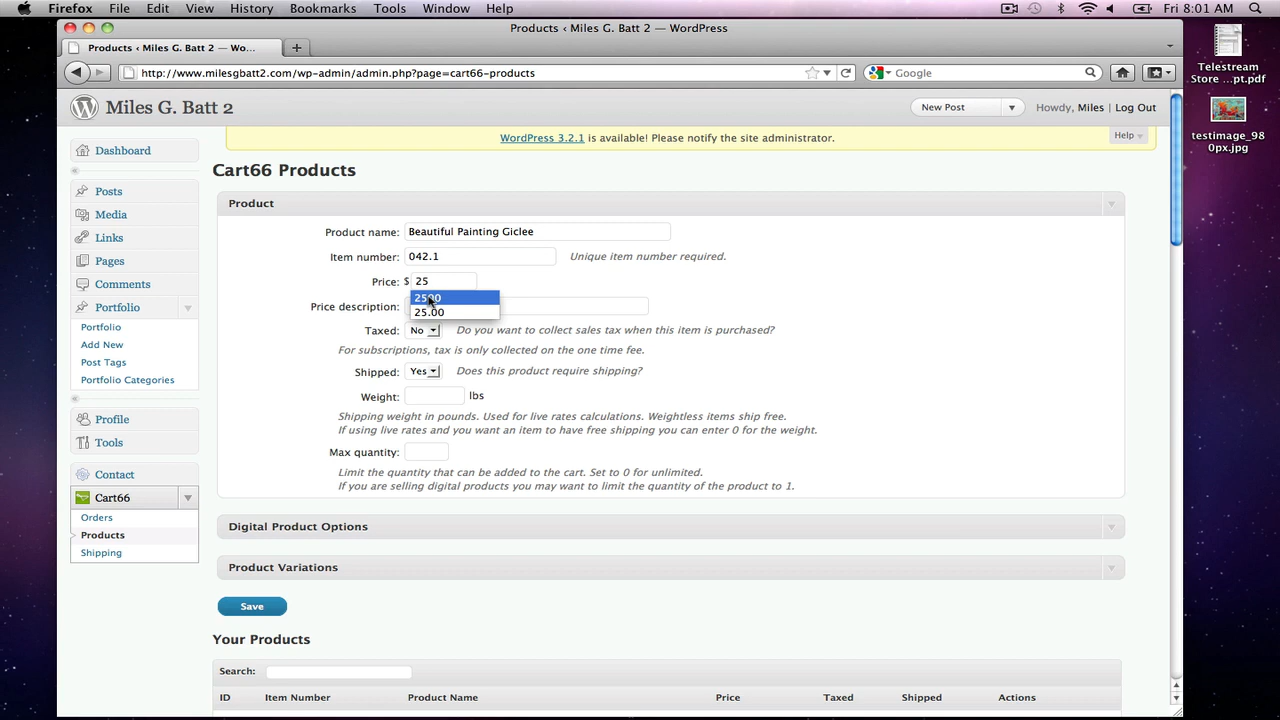 Firefox File Edit View History Bookmarks Tools Window Help Fri 8:01 AM
Products ‹ Miles G. Batt 2 — WordPress
Products ‹ Miles G. Batt 2 — Wo...
http://www.milesgbatt2.com/wp-admin/admin.php?page=cart66-products Google
Telestream
Store ...pt.pdf
testimage_98
0px.jpg
Miles G. Batt 2 New Post Howdy, Miles | Log Out
WordPress 3.2.1 is available! Please notify the site administrator. Help
Dashboard
Posts
Media
Links
Pages
Comments
Portfolio
Portfolio
Add New
Post Tags
Portfolio Categories
Profile
Tools
Contact
Cart66
Orders
Products
Shipping
Cart66 Products
Product
Product name: Beautiful Painting Giclee
Item number: 042.1 Unique item number required.
Price: $ 25
2500
25.00
Price description:
Taxed: No Do you want to collect sales tax when this item is purchased?
For subscriptions, tax is only collected on the one time fee.
Shipped: Yes Does this product require shipping?
Weight: lbs
Shipping weight in pounds. Used for live rates calculations. Weightless items ship free.
If using live rates and you want an item to have free shipping you can enter 0 for the weight.
Max quantity:
Limit the quantity that can be added to the cart. Set to 0 for unlimited.
If you are selling digital products you may want to limit the quantity of the product to 1.
Digital Product Options
Product Variations
Save
Your Products
Search:
ID Item Number Product Name Price Taxed Shipped Actions